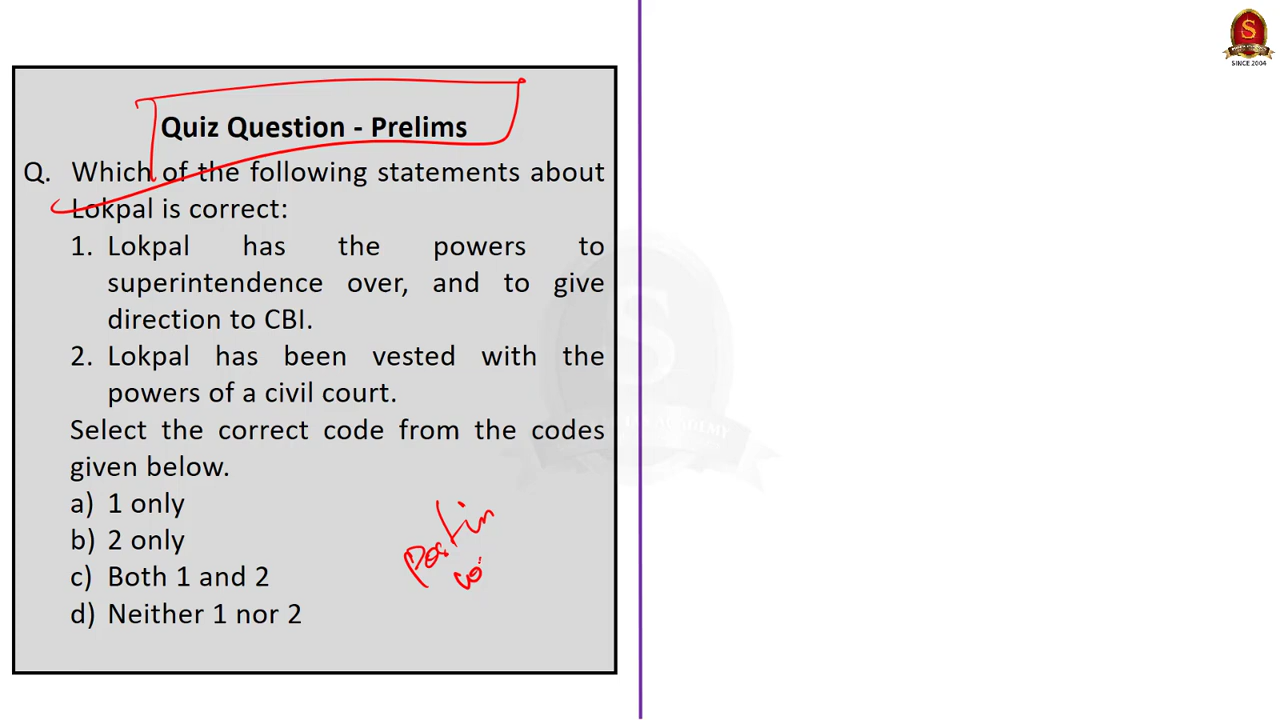 S
SINCE 2004
Quiz Question - Prelims
Q. Which of the following statements about
Lokpal is correct:
1. Lokpal has the powers to
superintendence over, and to give
direction to CBI.
2. Lokpal has been vested with the
powers of a civil court.
Select the correct code from the codes
given below.
a) 1 only
b) 2 only
c) Both 1 and 2
d) Neither 1 nor 2